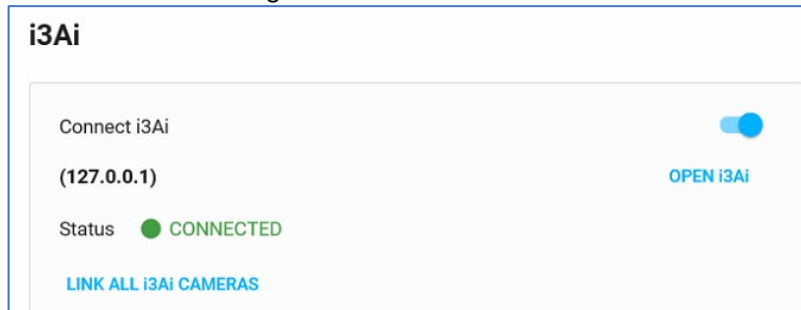 i3Ai
Connect i3Ai
(127.0.0.1) OPEN i3Ai
Status CONNECTED
LINK ALL i3Ai CAMERAS